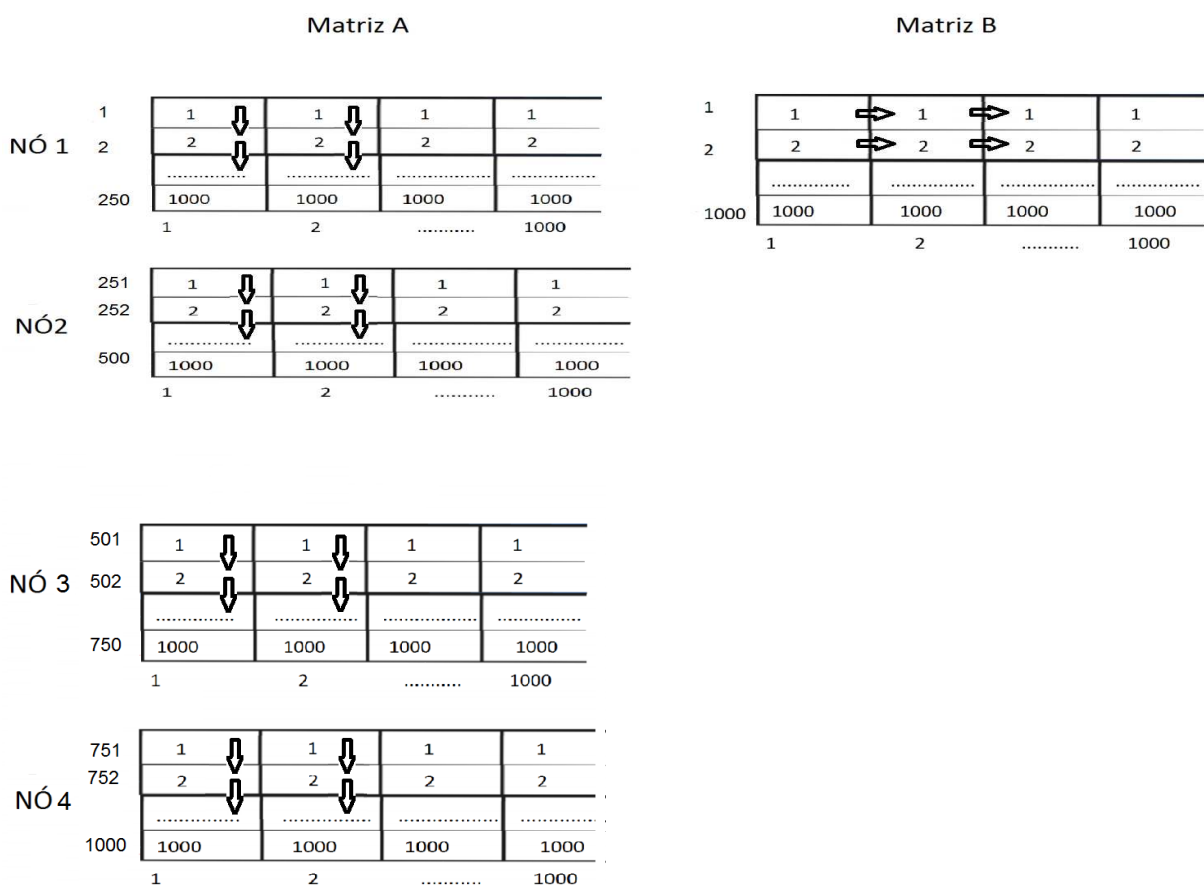 Matriz A
Matriz B
NÓ 1
1 1 1 1 1
2 2 2 2 2
................ ................ ................ ................
250 1000 1000 1000 1000
1 2 ........... 1000
1 1 1 1 1
2 2 2 2 2
................ ................ ................ ................
1000 1000 1000 1000 1000
1 2 ........... 1000
NÓ2
251 1 1 1 1
252 2 2 2 2
................ ................ ................ ................
500 1000 1000 1000 1000
1 2 ........... 1000
NÓ 3
501 1 1 1 1
502 2 2 2 2
................ ................ ................ ................
750 1000 1000 1000 1000
1 2 ........... 1000
NÓ 4
751 1 1 1 1
752 2 2 2 2
................ ................ ................ ................
1000 1000 1000 1000 1000
1 2 ........... 1000